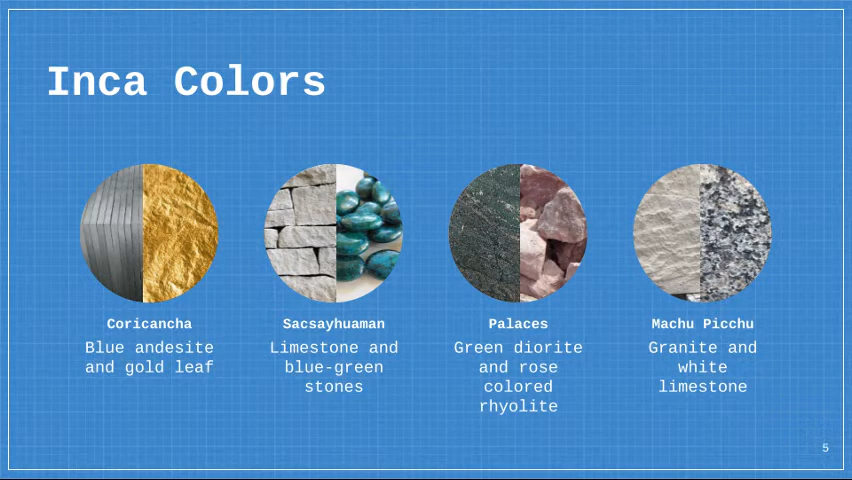 Inca Colors
Coricancha
Blue andesite
and gold leaf
Sacsayhuaman
Limestone and
blue-green
stones
Palaces
Green diorite
and rose
colored
rhyolite
Machu Picchu
Granite and
white
limestone
5